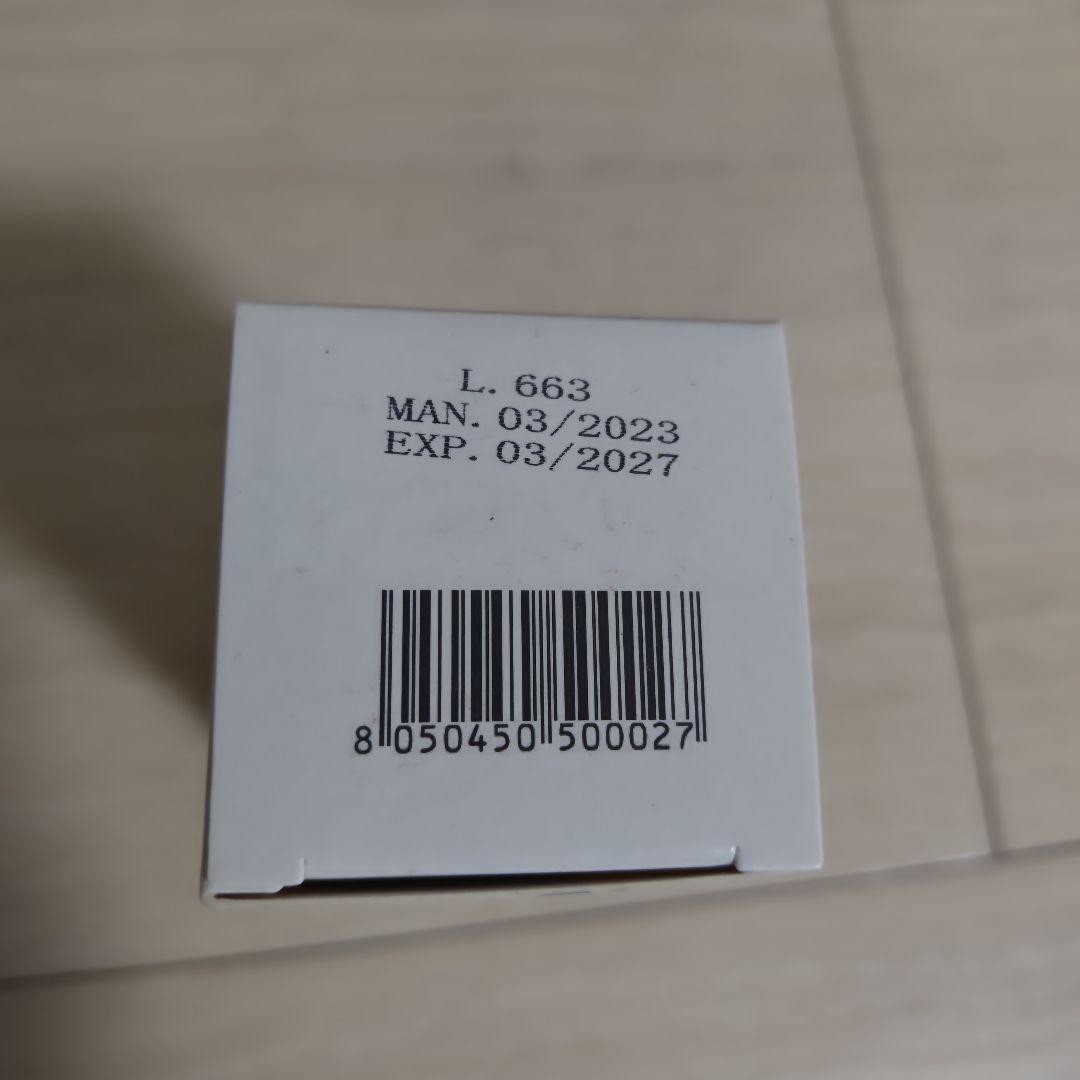 L. 663
MAN. 03/2023
EXP. 03/2027
8 050450 500027